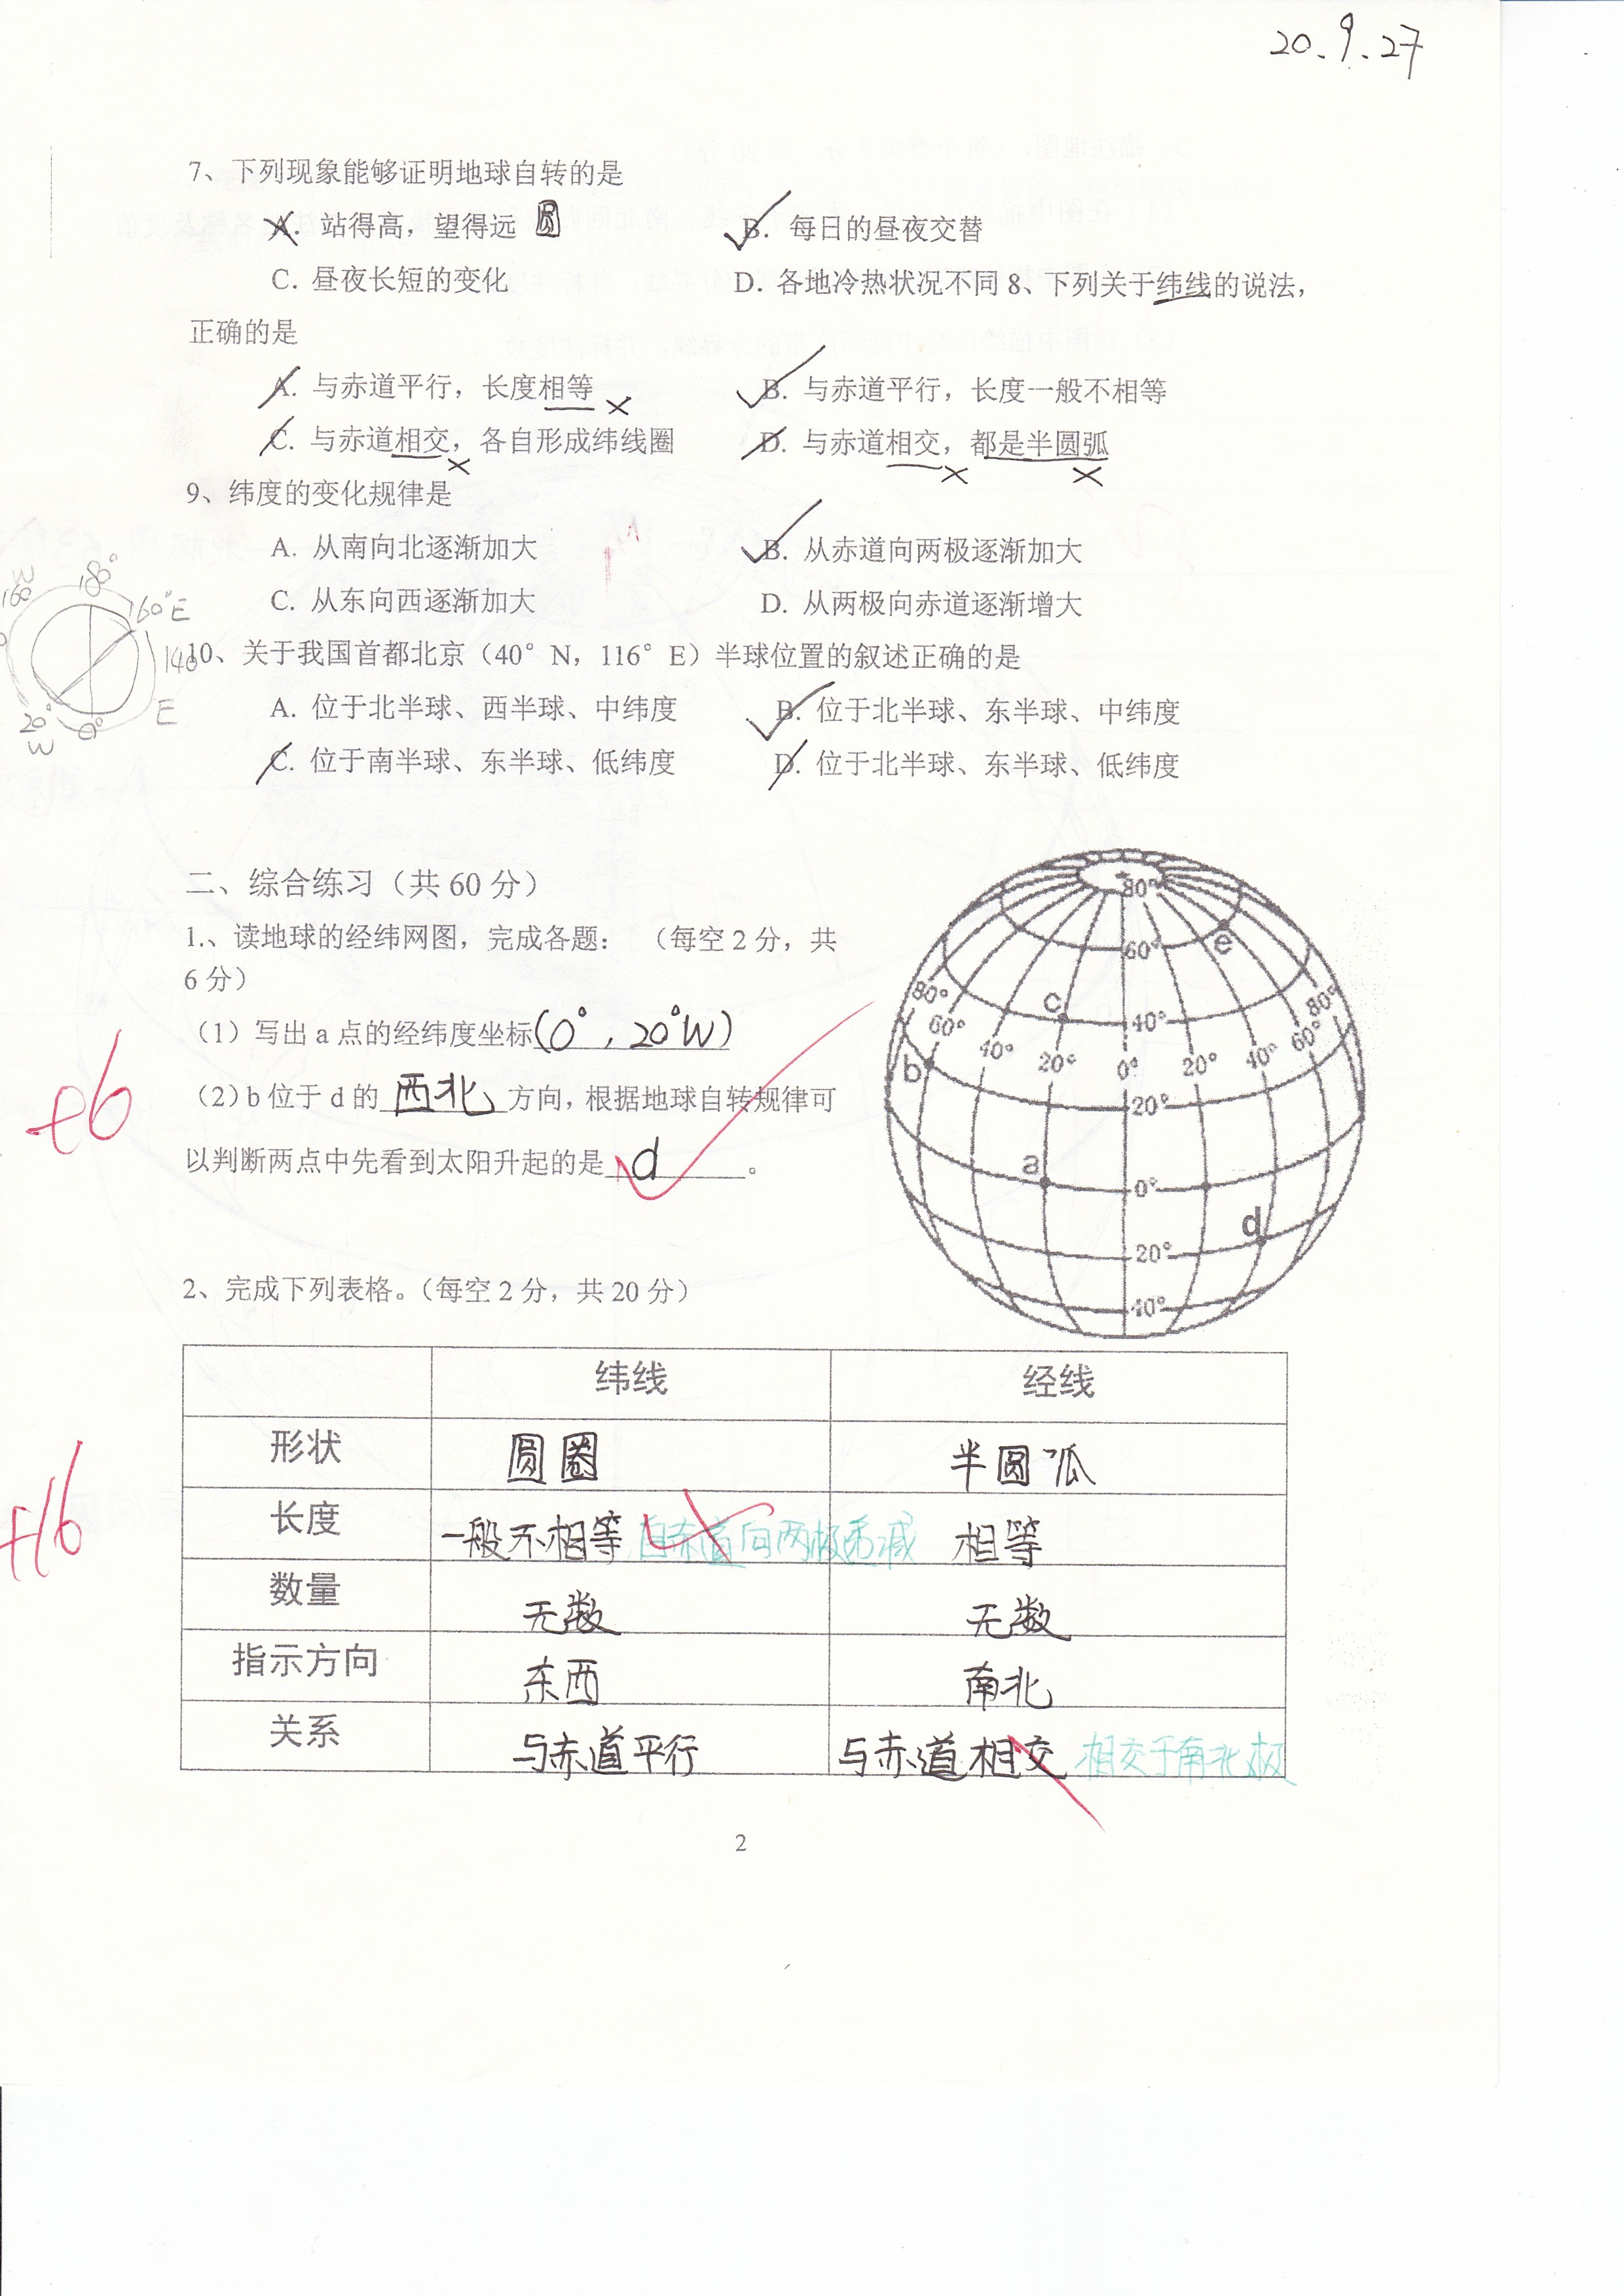 20.9.27
7、下列现象能够证明地球自转的是
A. 站得高，望得远 圆 B. 每日的昼夜交替
C. 昼夜长短的变化 D. 各地冷热状况不同 8、下列关于纬线的说法，
正确的是
A. 与赤道平行，长度相等 B. 与赤道平行，长度一般不相等
C. 与赤道相交，各自形成纬线圈 D. 与赤道相交，都是半圆弧
9、纬度的变化规律是
A. 从南向北逐渐加大 B. 从赤道向两极逐渐加大
C. 从东向西逐渐加大 D. 从两极向赤道逐渐增大
160 W 180° 160°E
140
20° W 0° E
10、关于我国首都北京（40° N，116° E）半球位置的叙述正确的是
A. 位于北半球、西半球、中纬度 B. 位于北半球、东半球、中纬度
C. 位于南半球、东半球、低纬度 D. 位于北半球、东半球、低纬度
二、综合练习（共 60 分）
1.、读地球的经纬网图，完成各题： （每空 2 分，共
6 分）
（1）写出 a 点的经纬度坐标(0°, 20°W)
（2）b 位于 d 的 西北 方向，根据地球自转规律可
以判断两点中先看到太阳升起的是 d 。
+6
80°
60° e
c 40°
80° 60° 40° 20° 0° 20° 40° 60° 80°
b 20°
a 0°
d 20°
40°
2、完成下列表格。（每空 2 分，共 20 分）
纬线 经线
形状 圆圈 半圆弧
长度 一般不相等 自赤道向两极递减 相等
+16
数量 无数 无数
指示方向 东西 南北
关系 与赤道平行 与赤道相交 相交于南北极
2